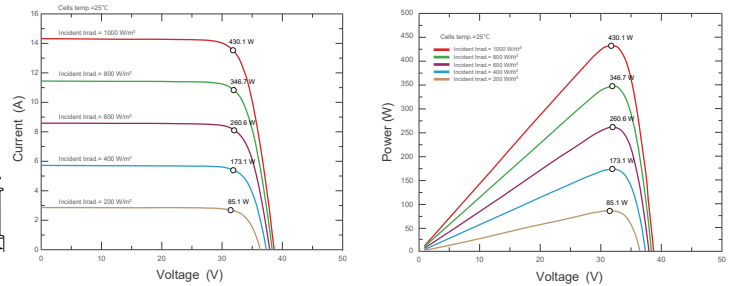 Cells temp.=25°C
16
14
12
10
8
6
4
2
0
Current (A)
Incident Irrad.= 1000 W/m²
430.1 W
Incident Irrad.= 800 W/m²
346.7 W
Incident Irrad.= 600 W/m²
260.6 W
Incident Irrad.= 400 W/m²
173.1 W
Incident Irrad.= 200 W/m²
85.1 W
0 10 20 30 40 50
Voltage (V)
500
450
400
350
300
250
200
150
100
50
0
Power (W)
Cells temp.=25°C
Incident Irrad.= 1000 W/m²
Incident Irrad.= 800 W/m²
Incident Irrad.= 600 W/m²
Incident Irrad.= 400 W/m²
Incident Irrad.= 200 W/m²
430.1 W
346.7 W
260.6 W
173.1 W
85.1 W
0 10 20 30 40 50
Voltage (V)